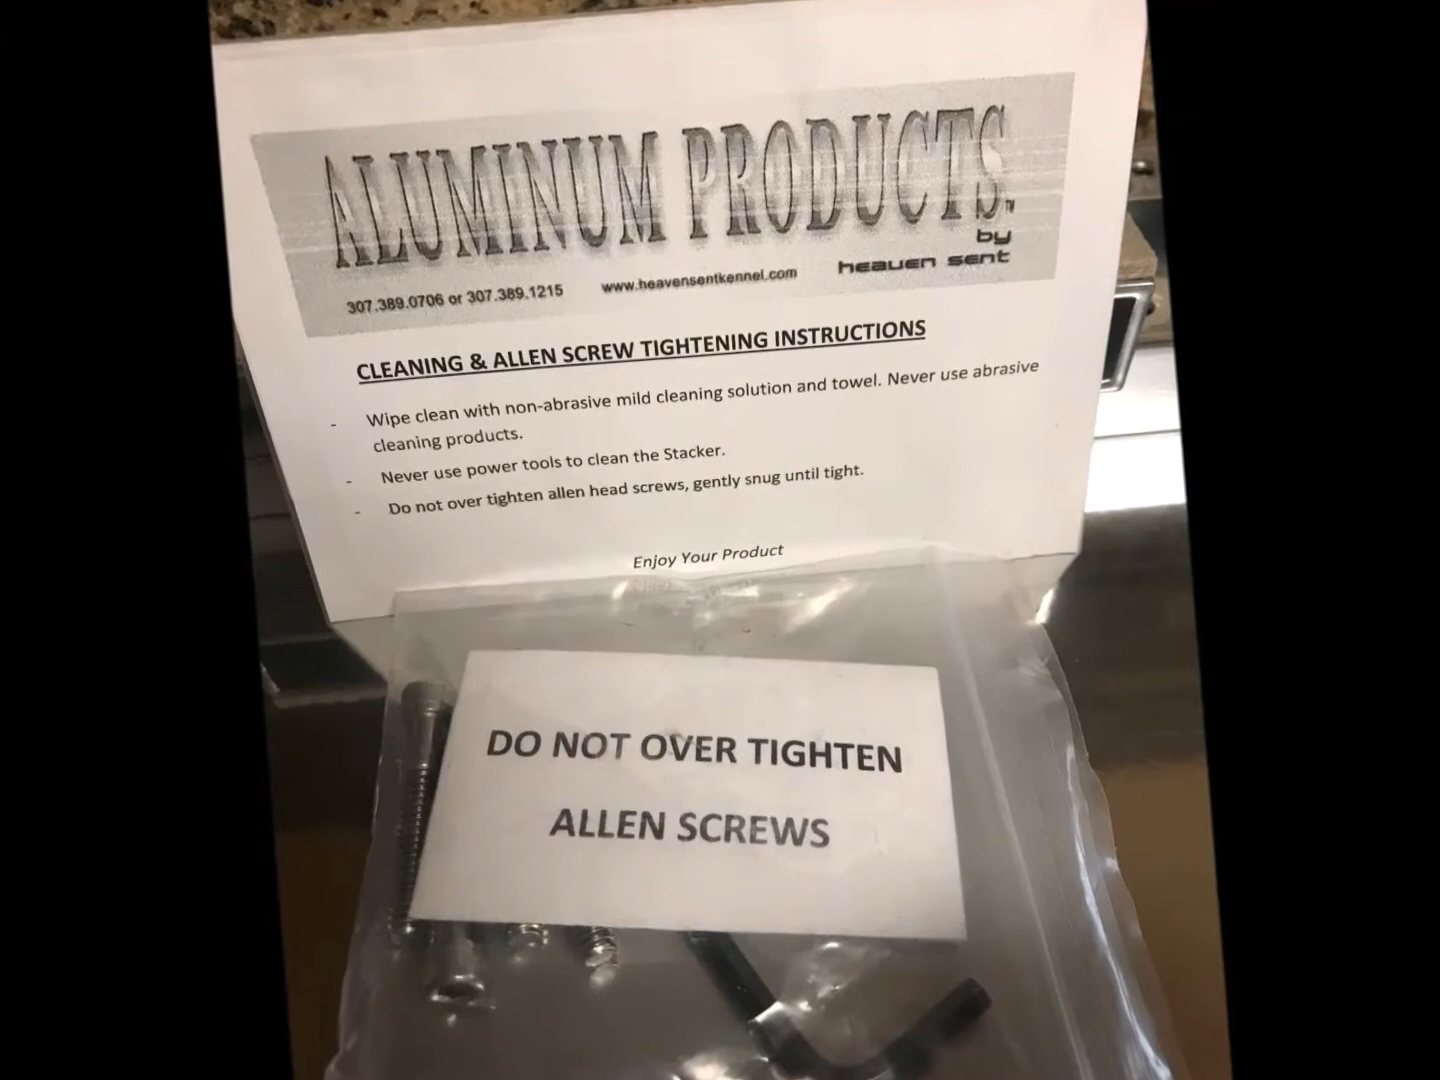 ALUMINUM PRODUCTS.™
by
heaven sent
307.389.0706 or 307.389.1215 www.heavensentkennel.com
CLEANING & ALLEN SCREW TIGHTENING INSTRUCTIONS
- Wipe clean with non-abrasive mild cleaning solution and towel. Never use abrasive
cleaning products.
- Never use power tools to clean the Stacker.
- Do not over tighten allen head screws, gently snug until tight.
Enjoy Your Product
DO NOT OVER TIGHTEN
ALLEN SCREWS